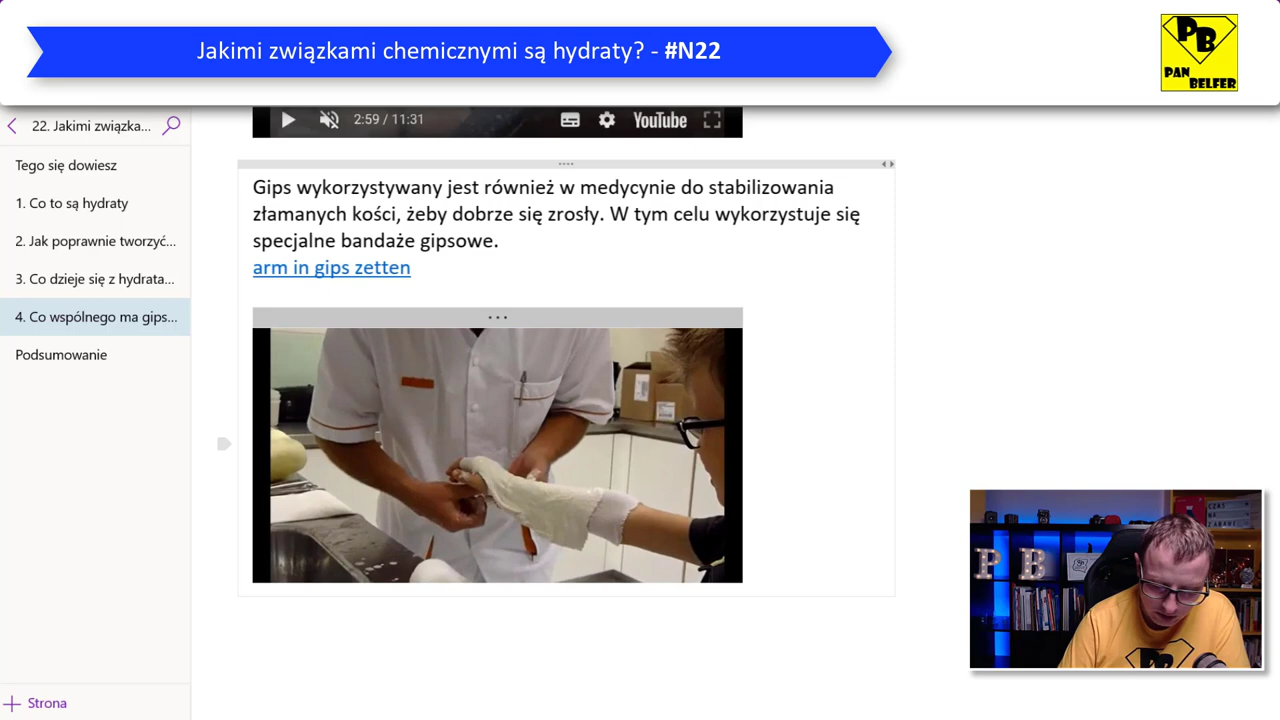 Jakimi związkami chemicznymi są hydraty? - #N22
PB
PAN
BELFER
22. Jakimi związka...
Tego się dowiesz
1. Co to są hydraty
2. Jak poprawnie tworzyć...
3. Co dzieje się z hydrata...
4. Co wspólnego ma gips...
Podsumowanie
Strona
2:59 / 11:31
YouTube
Gips wykorzystywany jest również w medycynie do stabilizowania
złamanych kości, żeby dobrze się zrosły. W tym celu wykorzystuje się
specjalne bandaże gipsowe.
arm in gips zetten
P B